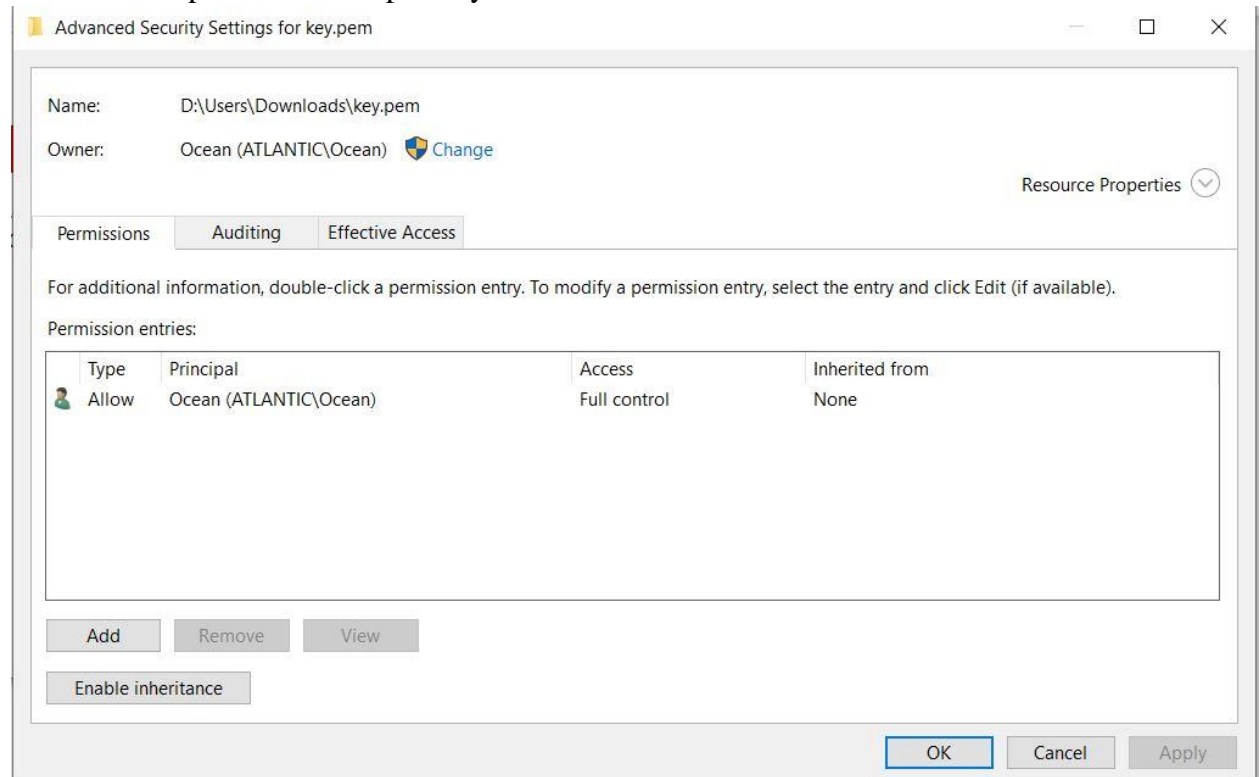 Advanced Security Settings for key.pem
Name: D:\Users\Downloads\key.pem
Owner: Ocean (ATLANTIC\Ocean) Change
Resource Properties
Permissions Auditing Effective Access
For additional information, double-click a permission entry. To modify a permission entry, select the entry and click Edit (if available).
Permission entries:
Type Principal Access Inherited from
Allow Ocean (ATLANTIC\Ocean) Full control None
Add Remove View
Enable inheritance
OK Cancel Apply